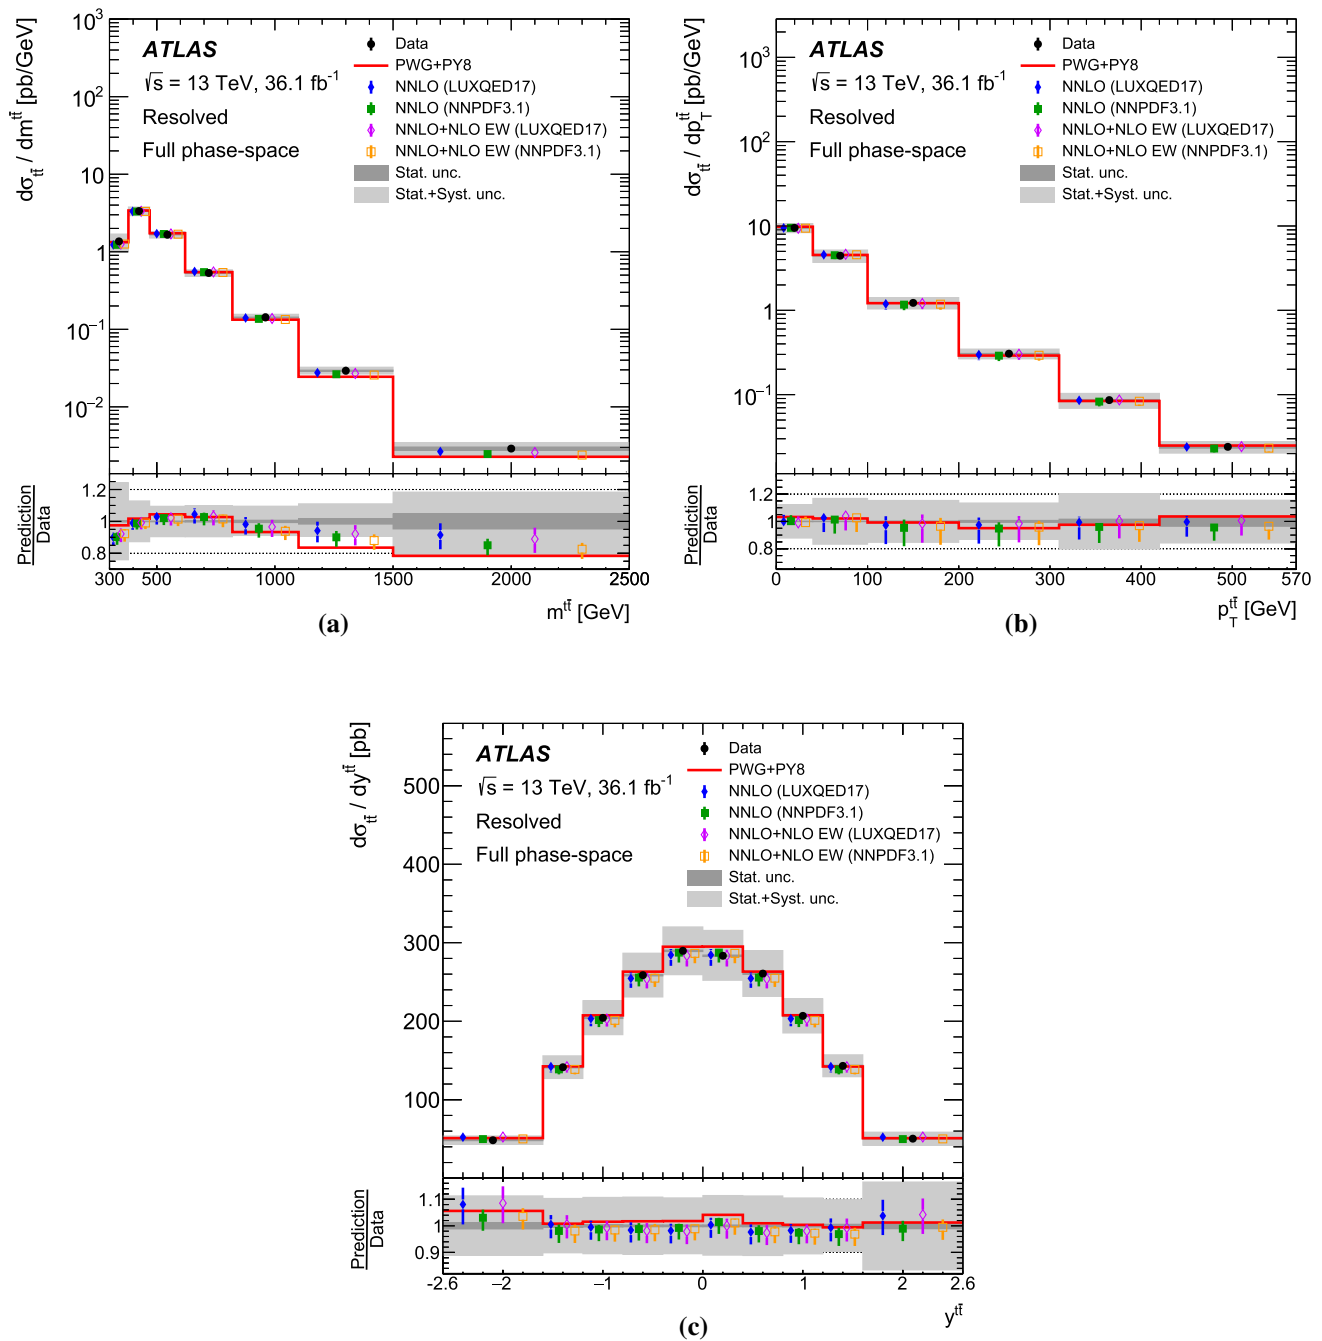 dσ_tt̄ / dm^tt̄ [pb/GeV]
10³
10²
10
1
10⁻¹
10⁻²
ATLAS
√s = 13 TeV, 36.1 fb⁻¹
Resolved
Full phase-space
Data
PWG+PY8
NNLO (LUXQED17)
NNLO (NNPDF3.1)
NNLO+NLO EW (LUXQED17)
NNLO+NLO EW (NNPDF3.1)
Stat. unc.
Stat.+Syst. unc.
Prediction
Data
1.2
1
0.8
300 500 1000 1500 2000 2500
m^tt̄ [GeV]
(a)
dσ_tt̄ / dp_T^tt̄ [pb/GeV]
10³
10²
10
1
10⁻¹
ATLAS
√s = 13 TeV, 36.1 fb⁻¹
Resolved
Full phase-space
Data
PWG+PY8
NNLO (LUXQED17)
NNLO (NNPDF3.1)
NNLO+NLO EW (LUXQED17)
NNLO+NLO EW (NNPDF3.1)
Stat. unc.
Stat.+Syst. unc.
Prediction
Data
1.2
1
0.8
0 100 200 300 400 500 570
p_T^tt̄ [GeV]
(b)
dσ_tt̄ / dy^tt̄ [pb]
500
400
300
200
100
ATLAS
√s = 13 TeV, 36.1 fb⁻¹
Resolved
Full phase-space
Data
PWG+PY8
NNLO (LUXQED17)
NNLO (NNPDF3.1)
NNLO+NLO EW (LUXQED17)
NNLO+NLO EW (NNPDF3.1)
Stat. unc.
Stat.+Syst. unc.
Prediction
Data
1.1
1.0
0.9
-2.6 −2 −1 0 1 2 2.6
y^tt̄
(c)